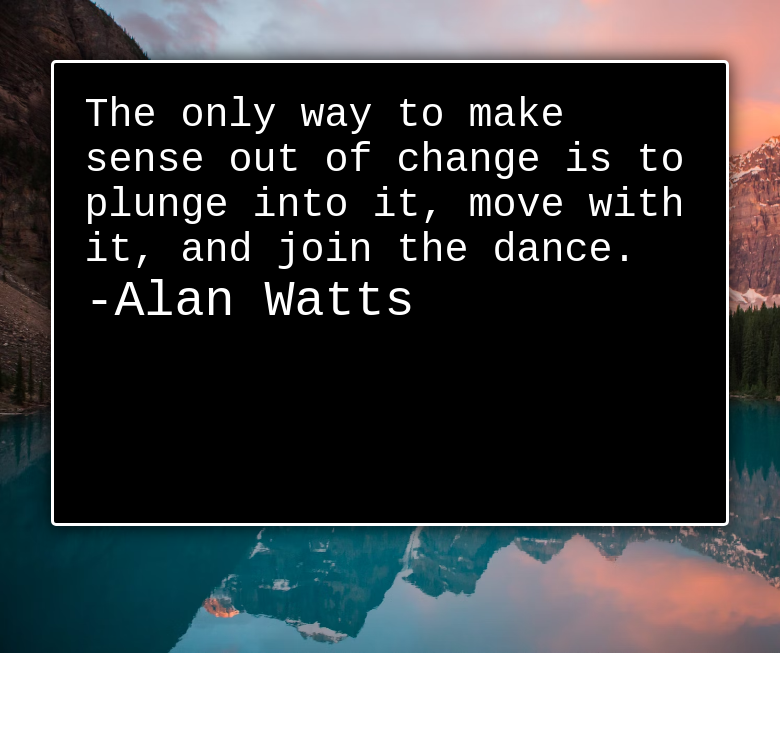 The only way to make
sense out of change is to
plunge into it, move with
it, and join the dance.
-Alan Watts